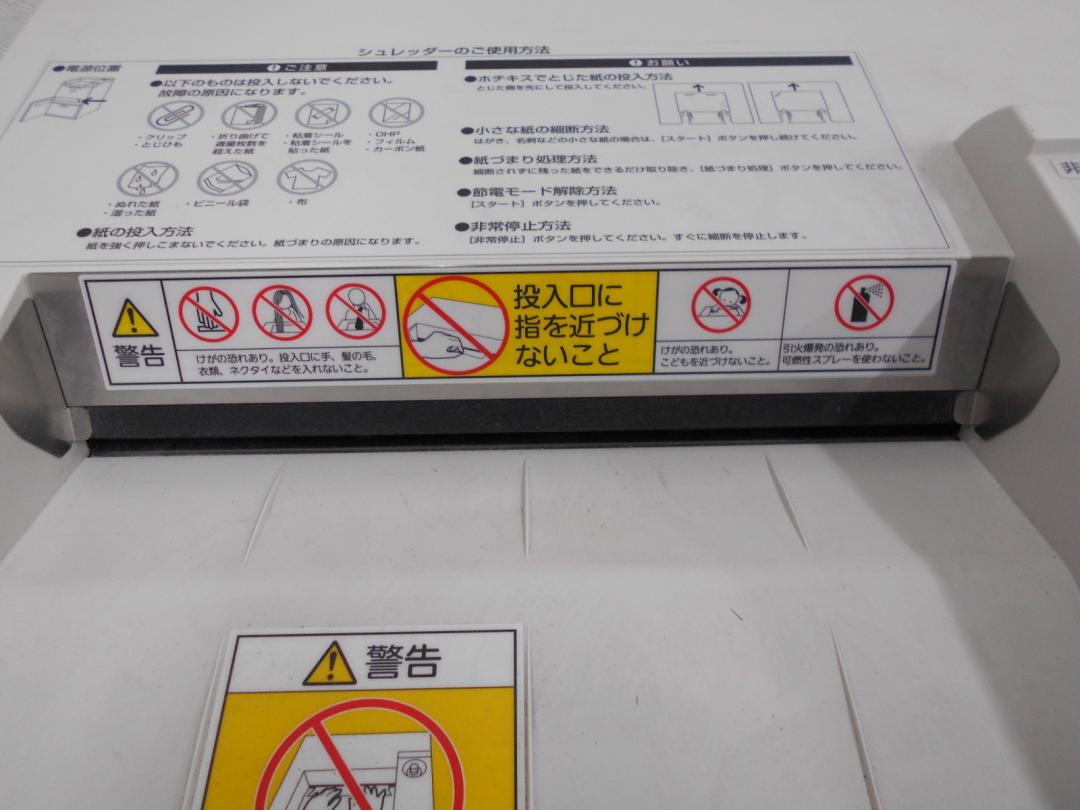 シュレッダーのご使用方法
●電源位置
ご注意
●以下のものは投入しないでください。
故障の原因になります。
・クリップ
・とじひも
・折り曲げて
適量枚数を
超えた紙
・粘着シール
・粘着シールを
貼った紙
・OHP
・フィルム
・カーボン紙
・ぬれた紙
・湿った紙
・ビニール袋
・布
●紙の投入方法
紙を強く押しこまないでください。紙づまりの原因になります。
お願い
●ホチキスでとじた紙の投入方法
とじた側を先にして投入してください。
●小さな紙の細断方法
はがき、名刺などの小さな紙の場合は、[スタート] ボタンを押し続けてください。
●紙づまり処理方法
細断されずに残った紙をできるだけ取り除き、[紙づまり処理] ボタンを押してください。
●節電モード解除方法
[スタート] ボタンを押してください。
●非常停止方法
[非常停止] ボタンを押してください。すぐに細断を停止します。
非
警告
けがの恐れあり。投入口に手、髪の毛、
衣類、ネクタイなどを入れないこと。
投入口に
指を近づけ
ないこと
けがの恐れあり。
こどもを近づけないこと。
引火爆発の恐れあり。
可燃性スプレーを使わないこと。
警告